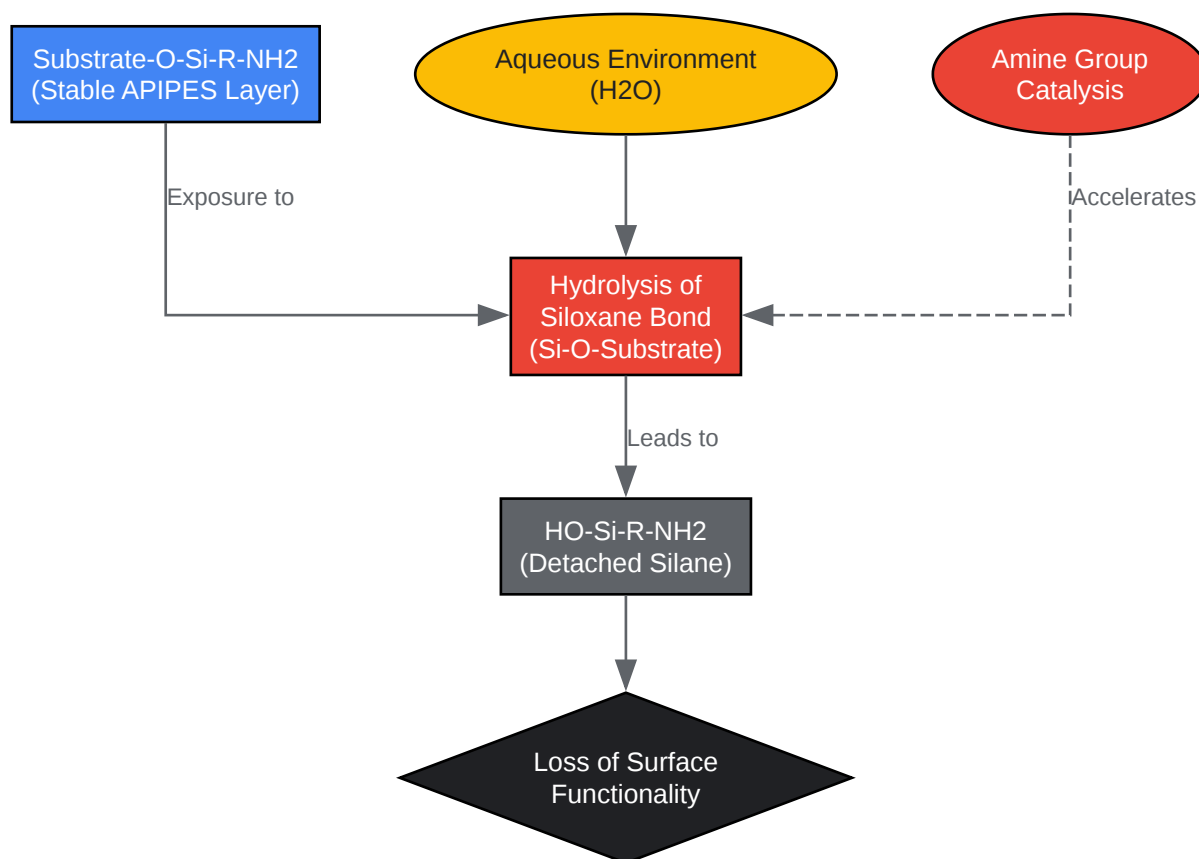 Substrate-O-Si-R-NH2
(Stable APIPES Layer)
Aqueous Environment
(H2O)
Amine Group
Catalysis
Exposure to
Accelerates
Hydrolysis of
Siloxane Bond
(Si-O-Substrate)
Leads to
HO-Si-R-NH2
(Detached Silane)
Loss of Surface
Functionality